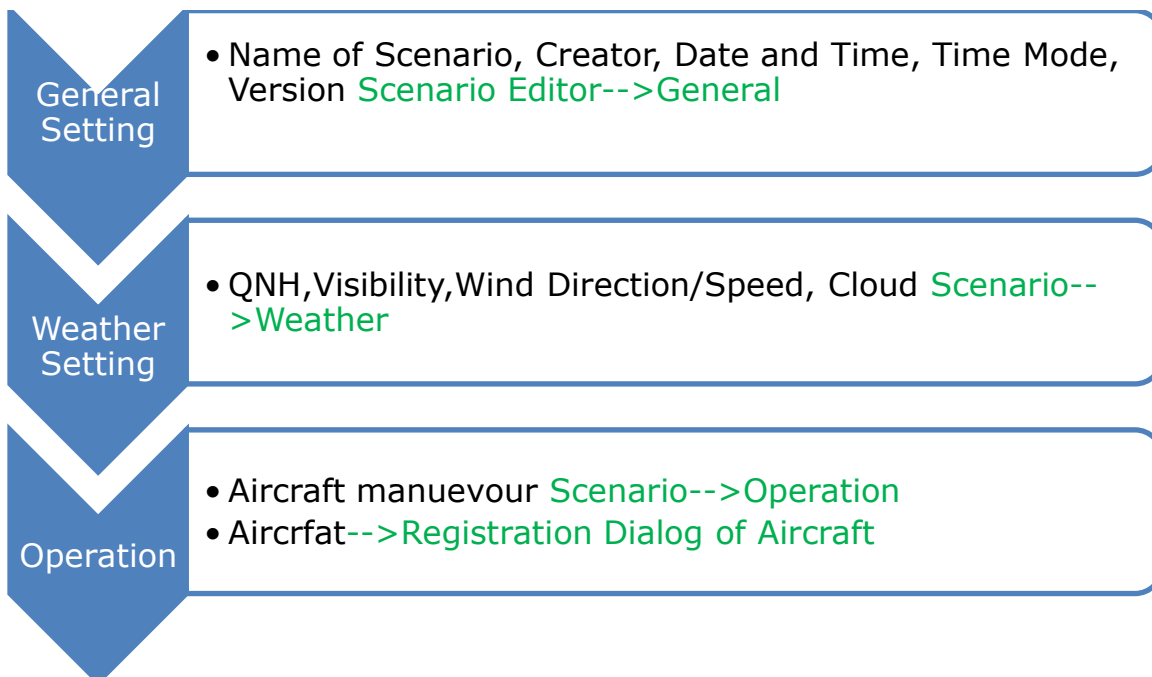 General
Setting
• Name of Scenario, Creator, Date and Time, Time Mode,
Version Scenario Editor-->General
Weather
Setting
• QNH,Visibility,Wind Direction/Speed, Cloud Scenario--
>Weather
Operation
• Aircraft manuevour Scenario-->Operation
• Aircrfat-->Registration Dialog of Aircraft